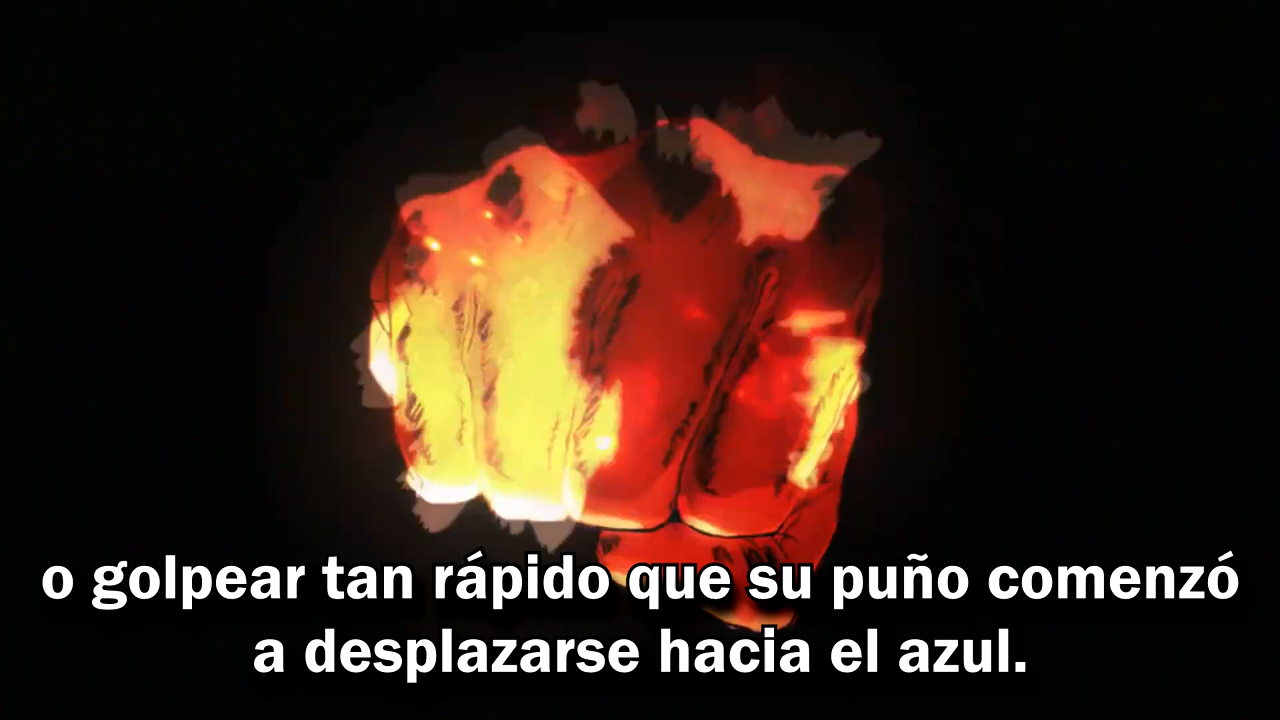 o golpear tan rápido que su puño comenzó
a desplazarse hacia el azul.